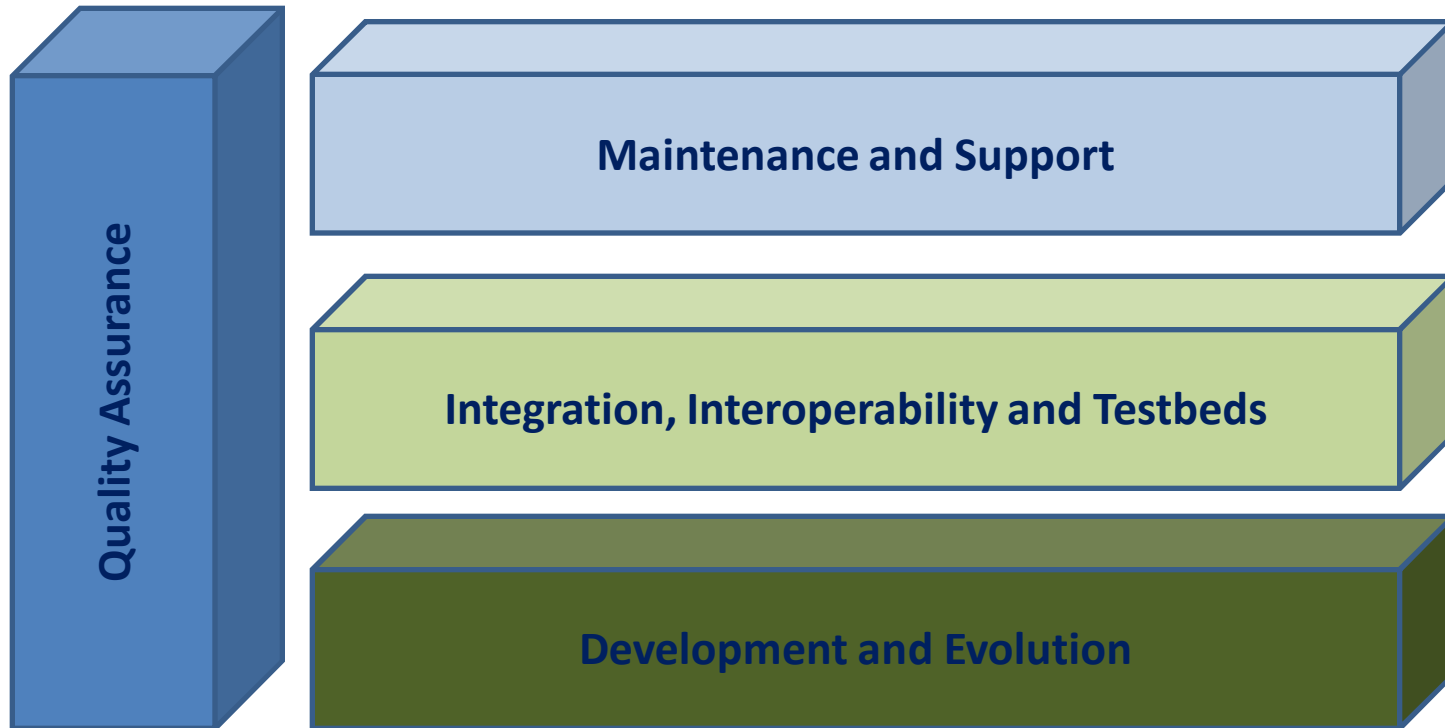 Quality Assurance
Maintenance and Support
Integration, Interoperability and Testbeds
Development and Evolution